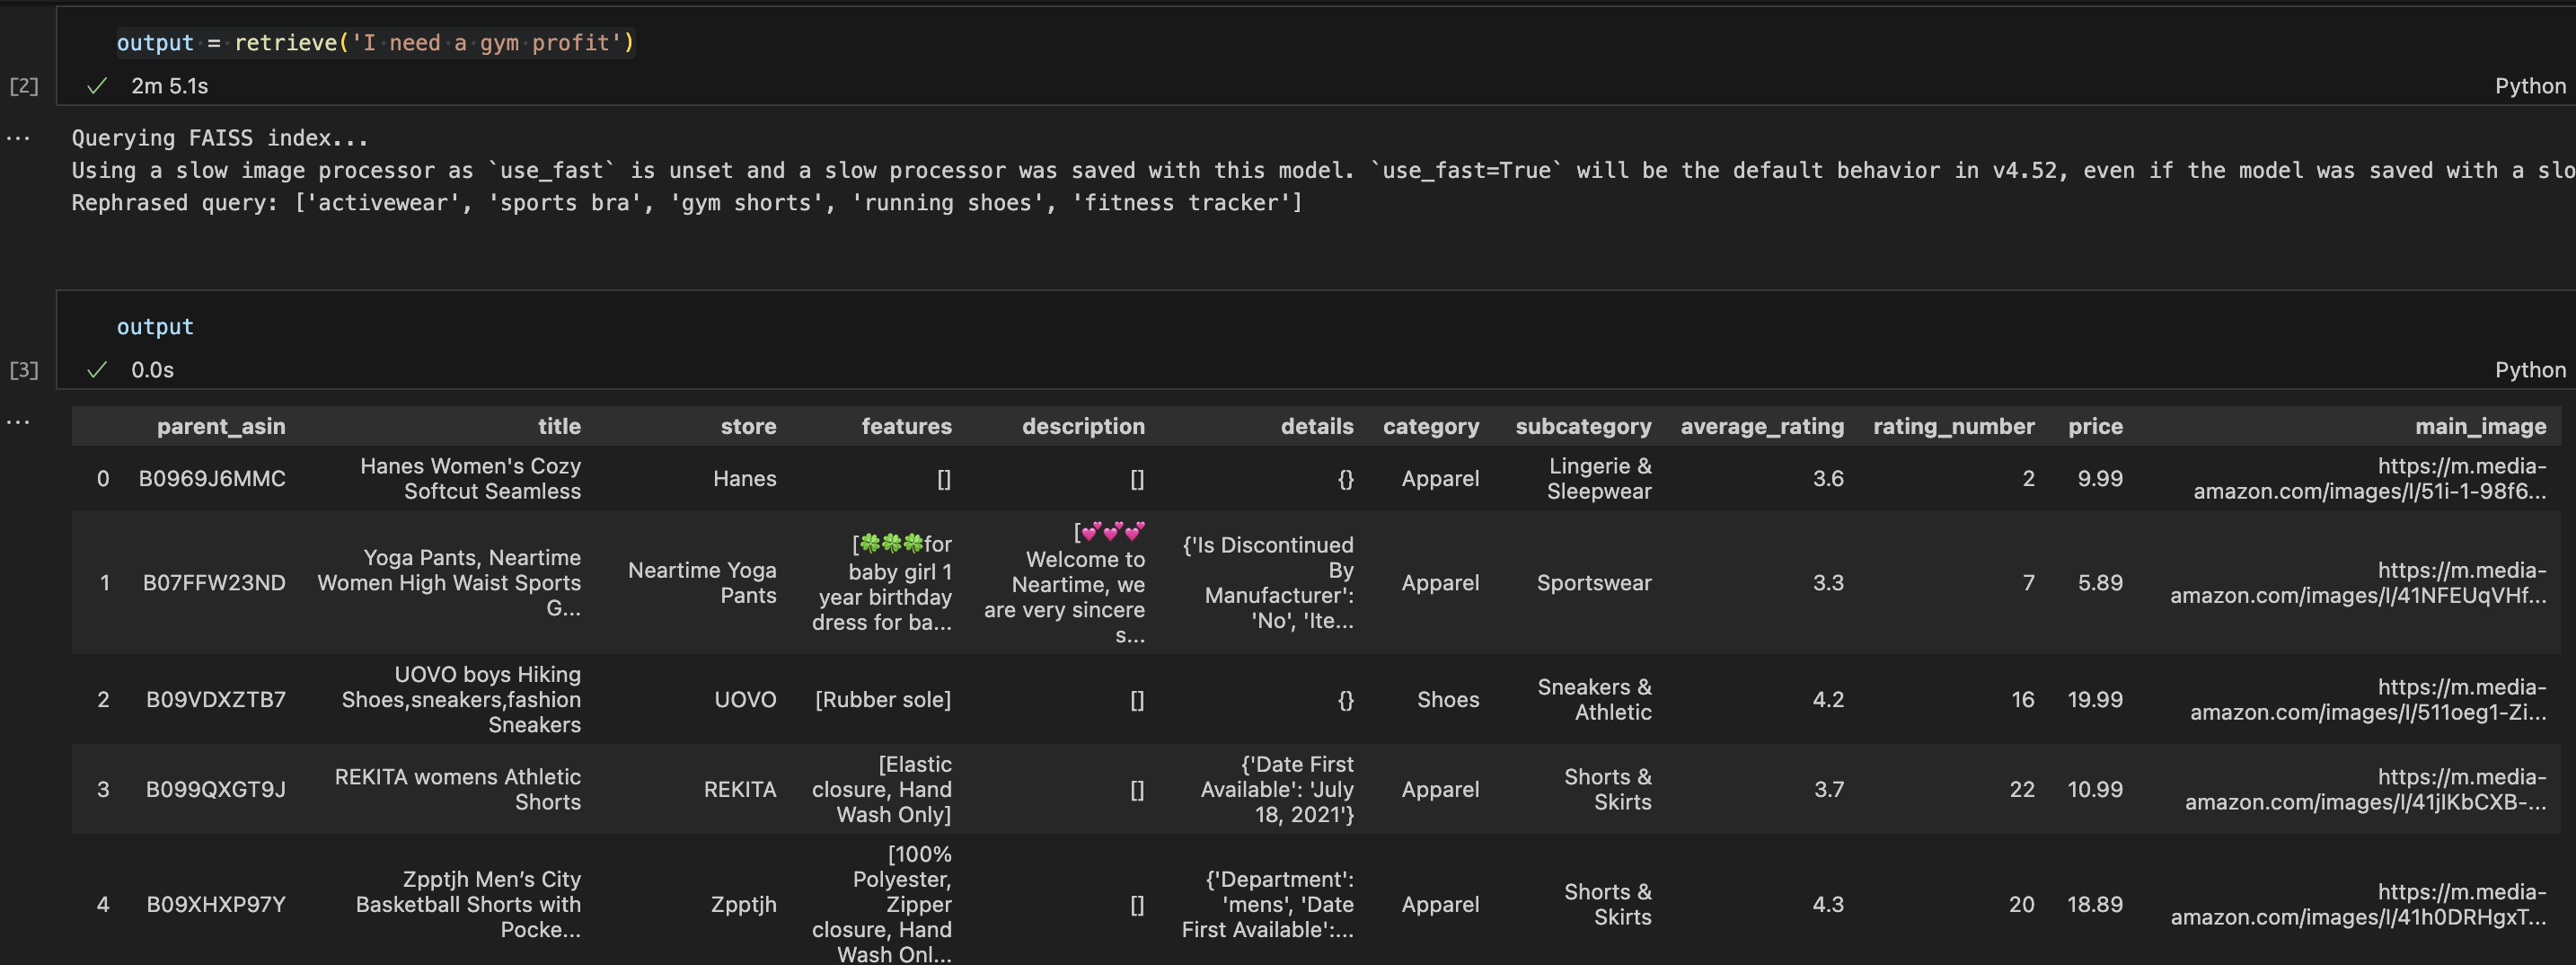 output = retrieve('I need a gym profit')
[2]
2m 5.1s
Python
Querying FAISS index...
Using a slow image processor as `use_fast` is unset and a slow processor was saved with this model. `use_fast=True` will be the default behavior in v4.52, even if the model was saved with a slo
Rephrased query: ['activewear', 'sports bra', 'gym shorts', 'running shoes', 'fitness tracker']
output
[3]
0.0s
Python
parent_asin title store features description details category subcategory average_rating rating_number price main_image
0 B0969J6MMC Hanes Women's Cozy Softcut Seamless Hanes [] [] {} Apparel Lingerie & Sleepwear 3.6 2 9.99 https://m.media-amazon.com/images/I/51i-1-98f6...
1 B07FFW23ND Yoga Pants, Neartime Women High Waist Sports G... Neartime Yoga Pants [🍀🍀🍀for baby girl 1 year birthday dress for ba... [💕💕💕 Welcome to Neartime, we are very sincere s... {'Is Discontinued By Manufacturer': 'No', 'Ite... Apparel Sportswear 3.3 7 5.89 https://m.media-amazon.com/images/I/41NFEUqVHf...
2 B09VDXZTB7 UOVO boys Hiking Shoes,sneakers,fashion Sneakers UOVO [Rubber sole] [] {} Shoes Sneakers & Athletic 4.2 16 19.99 https://m.media-amazon.com/images/I/511oeg1-Zi...
3 B099QXGT9J REKITA womens Athletic Shorts REKITA [Elastic closure, Hand Wash Only] [] {'Date First Available': 'July 18, 2021'} Apparel Shorts & Skirts 3.7 22 10.99 https://m.media-amazon.com/images/I/41jIKbCXB-...
4 B09XHXP97Y Zpptjh Men’s City Basketball Shorts with Pocke... Zpptjh [100% Polyester, Zipper closure, Hand Wash Onl... [] {'Department': 'mens', 'Date First Available':... Apparel Shorts & Skirts 4.3 20 18.89 https://m.media-amazon.com/images/I/41h0DRHgxT...